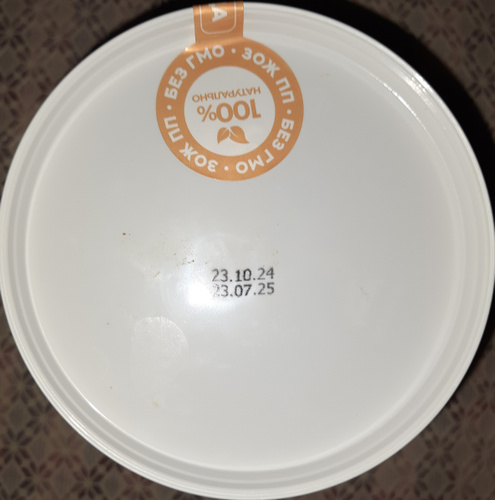 А
БЕЗ ГМО • ЗОЖ ПП • БЕЗ ГМО • ЗОЖ ПП •
100%
НАТУРАЛЬНО
23.10.24
23.07.25